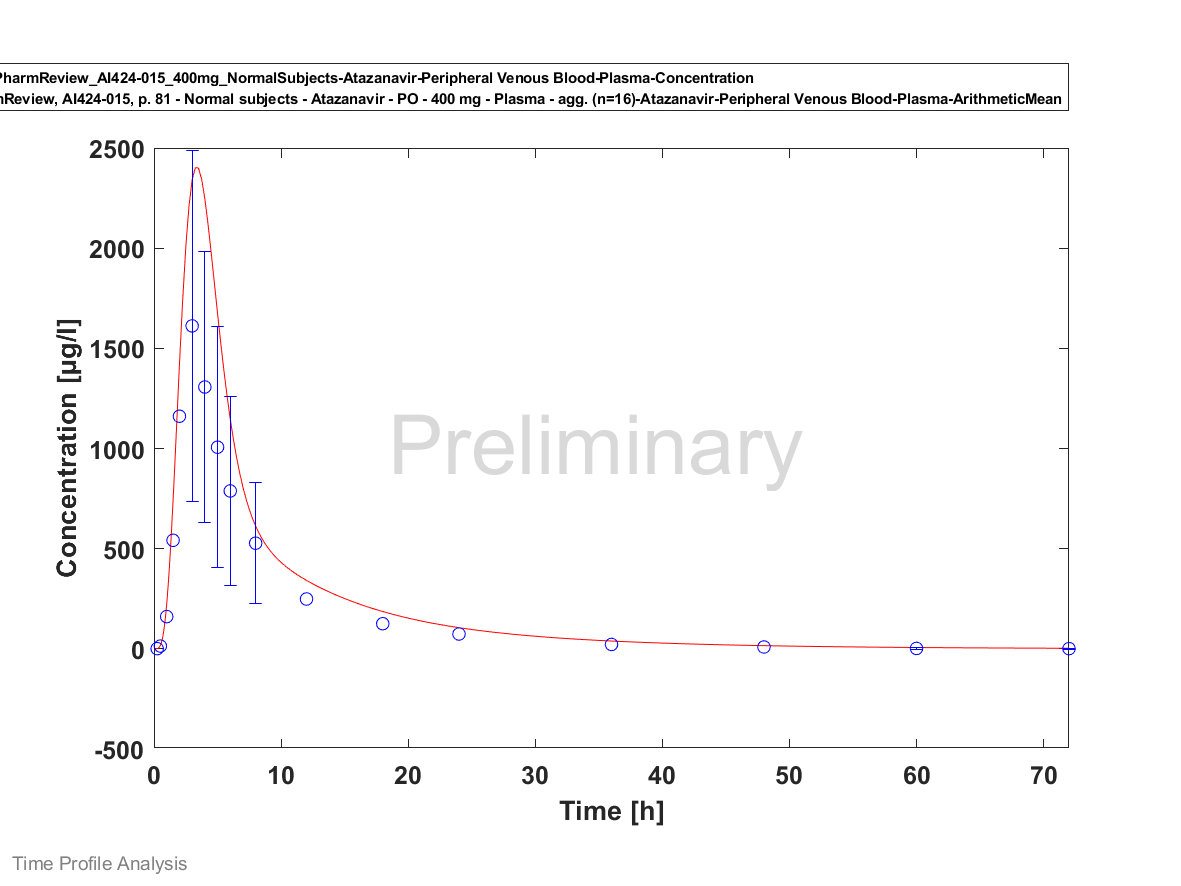 PharmReview_AI424-015_400mg_NormalSubjects-Atazanavir-Peripheral Venous Blood-Plasma-Concentration
mReview, AI424-015, p. 81 - Normal subjects - Atazanavir - PO - 400 mg - Plasma - agg. (n=16)-Atazanavir-Peripheral Venous Blood-Plasma-ArithmeticMean
2500
2000
1500
1000
500
0
-500
Concentration [µg/l]
Preliminary
0 10 20 30 40 50 60 70
Time [h]
Time Profile Analysis